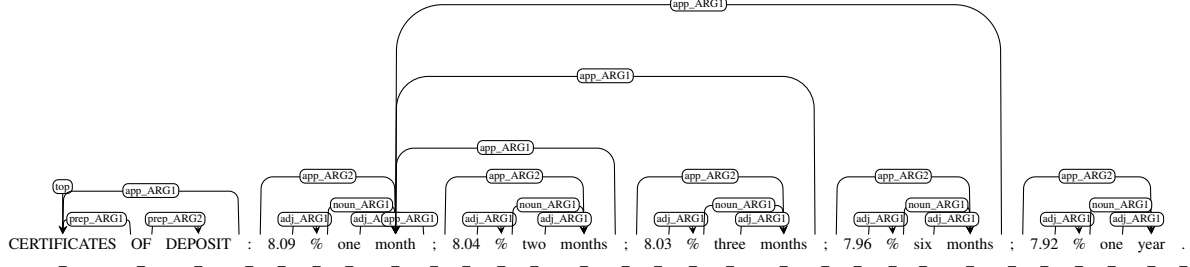 app_ARG1
app_ARG1
app_ARG1
app_ARG2 app_ARG2 app_ARG2 app_ARG2 app_ARG2
top app_ARG1
noun_ARG1 noun_ARG1 noun_ARG1 noun_ARG1 noun_ARG1
prep_ARG1 prep_ARG2 adj_ARG1 adj_A app_ARG1 adj_ARG1 adj_ARG1 adj_ARG1 adj_ARG1 adj_ARG1 adj_ARG1 adj_ARG1 adj_ARG1
CERTIFICATES OF DEPOSIT : 8.09 % one month ; 8.04 % two months ; 8.03 % three months ; 7.96 % six months ; 7.92 % one year .
_ _ _ _ _ _ _ _ _ _ _ _ _ _ _ _ _ _ _ _ _ _ _ _ _ _ _ _ _